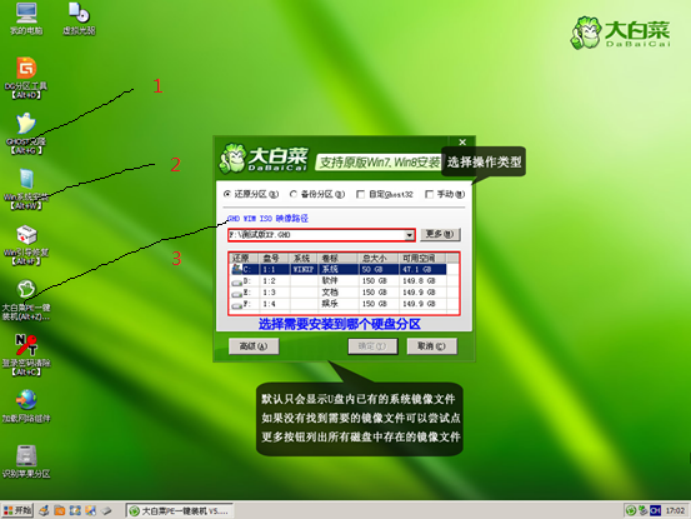 我的电脑
虚拟光驱
DG分区工具
【Alt+D】
GHOST克隆
【Alt+G】
Win系统安装
【Alt+W】
Win引导修复
【Alt+F】
大白菜PE一键
装机(Alt+Z)...
登录密码清除
【Alt+C】
加载网络组件
识别苹果分区
1
2
3
大白菜
DaBaiCai
大白菜
DaBaiCai
支持原版Win7, Win8安装
选择操作类型
还原分区(R) 备份分区(B) 自定Ghost32 手动(M)
GHO WIM ISO 映像路径
F:\测试版XP.GHO
更多(M)
还原 盘号 系统 卷标 总大小 可用空间
C: 1:1 WINXP 系统 50 GB 47.1 GB
D: 1:2 软件 150 GB 149.8 GB
E: 1:3 文档 150 GB 149.9 GB
F: 1:4 娱乐 150 GB 149.9 GB
选择需要安装到哪个硬盘分区
高级(A)
确定(Y)
取消(C)
默认只会显示U盘内已有的系统镜像文件
如果没有找到需要的镜像文件可以尝试点
更多按钮列出所有磁盘中存在的镜像文件
开始
大白菜PE一键装机 V5....
CH
17:02